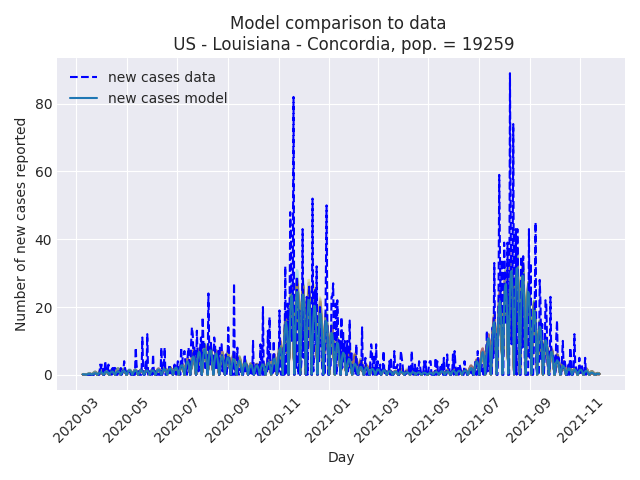 Model comparison to data
US - Louisiana - Concordia, pop. = 19259
new cases data
new cases model
Number of new cases reported
80
60
40
20
0
2020-03
2020-05
2020-07
2020-09
2020-11
2021-01
2021-03
2021-05
2021-07
2021-09
2021-11
Day